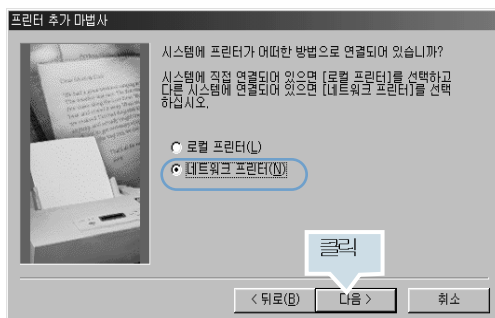 프린터 추가 마법사
시스템에 프린터가 어떠한 방법으로 연결되어 있습니까?
시스템에 직접 연결되어 있으면 [로컬 프린터]를 선택하고
다른 시스템에 연결되어 있으면 [네트워크 프린터]를 선택
하십시오.
로컬 프린터(L)
네트워크 프린터(N)
클릭
< 뒤로(B)
다음 >
취소